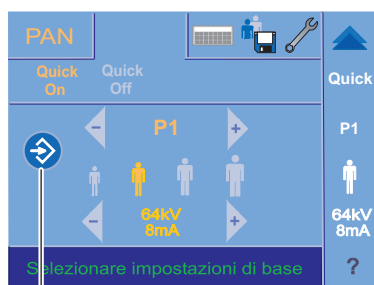 PAN
Quick On
Quick Off
Quick
- P1 +
P1
- 64kV 8mA +
64kV 8mA
Selezionare impostazioni di base
?